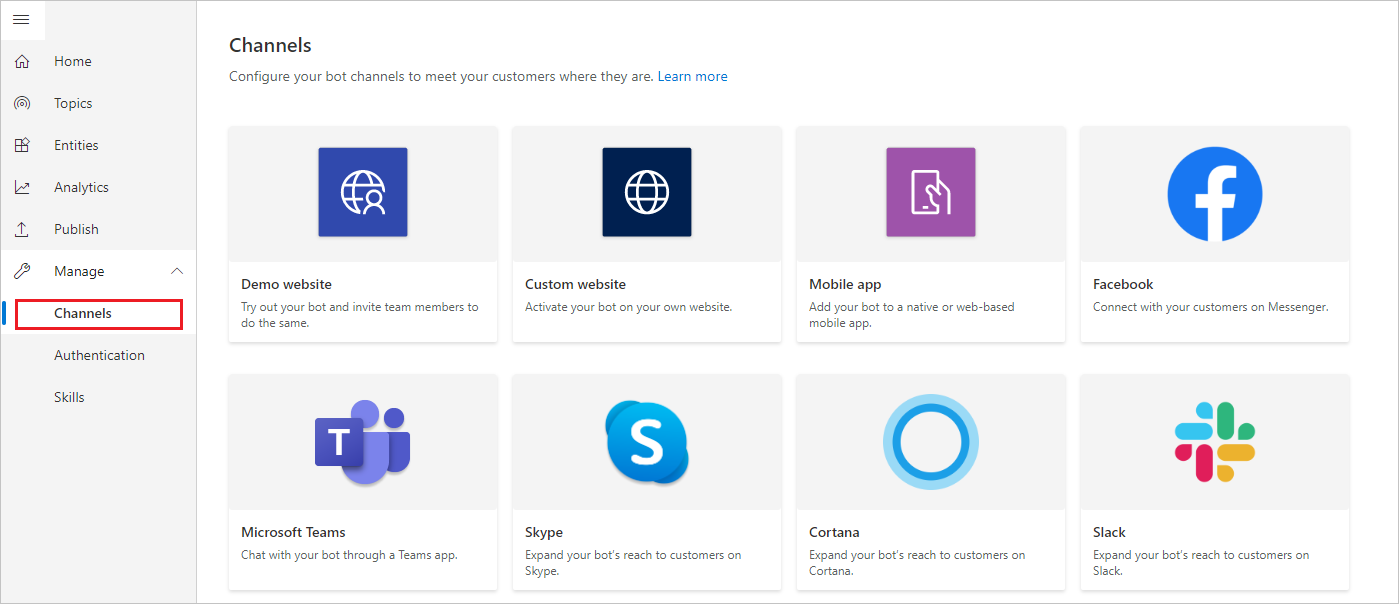 Home
Topics
Entities
Analytics
Publish
Manage
Channels
Authentication
Skills
Channels
Configure your bot channels to meet your customers where they are. Learn more
Demo website
Try out your bot and invite team members to
do the same.
Custom website
Activate your bot on your own website.
Mobile app
Add your bot to a native or web-based
mobile app.
Facebook
Connect with your customers on Messenger.
T
Microsoft Teams
Chat with your bot through a Teams app.
S
Skype
Expand your bot's reach to customers on
Skype.
Cortana
Expand your bot's reach to customers on
Cortana.
Slack
Expand your bot's reach to customers on
Slack.